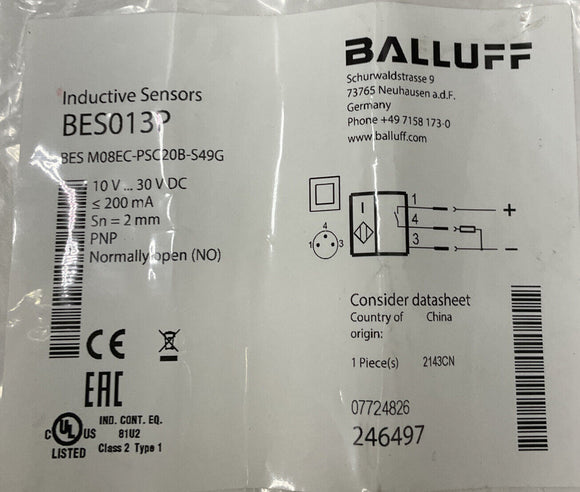 Inductive Sensors
BES013P
BES M08EC-PSC20B-S49G
10 V ... 30 V DC
≤ 200 mA
Sn = 2 mm
PNP
Normally open (NO)
CE
EAC
C UL US
LISTED
IND. CONT. EQ.
81U2
Class 2 Type 1
BALLUFF
Schurwaldstrasse 9
73765 Neuhausen a.d.F.
Germany
Phone +49 7158 173-0
www.balluff.com
4
1 3
1 +
4
3 −
Consider datasheet
Country of China
origin:
1 Piece(s) 2143CN
07724826
246497